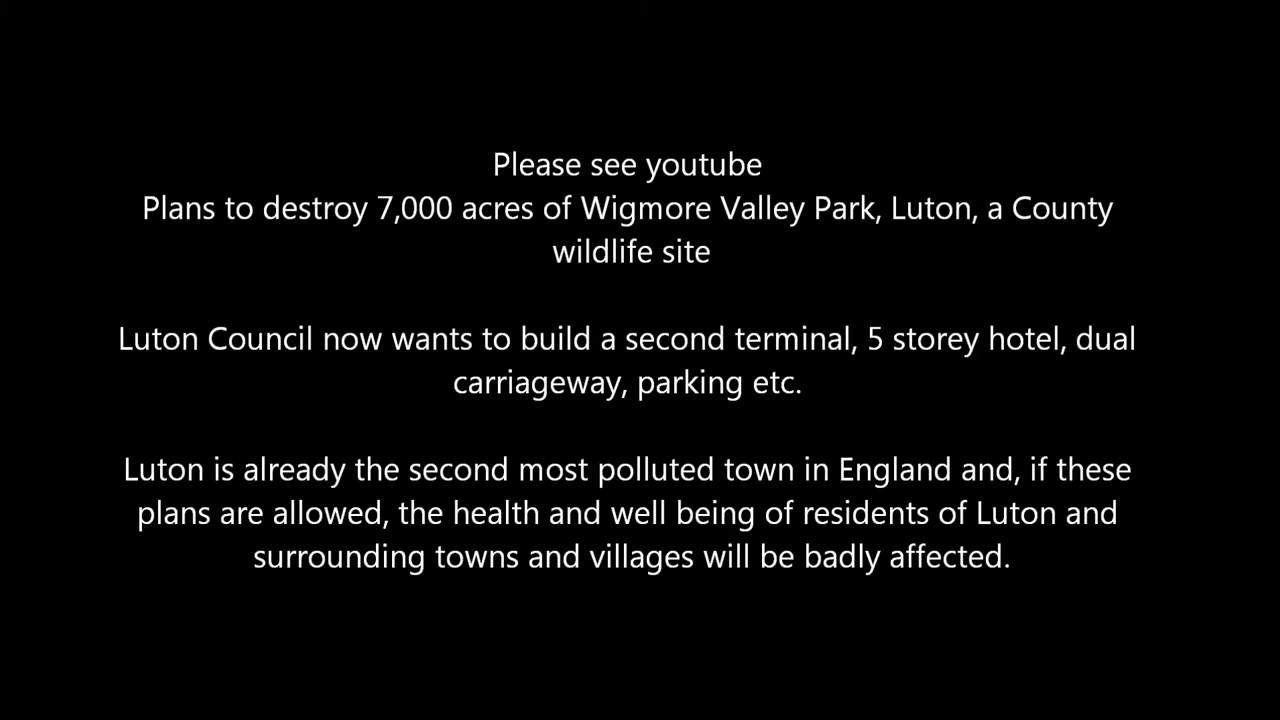 Please see youtube
Plans to destroy 7,000 acres of Wigmore Valley Park, Luton, a County
wildlife site
Luton Council now wants to build a second terminal, 5 storey hotel, dual
carriageway, parking etc.
Luton is already the second most polluted town in England and, if these
plans are allowed, the health and well being of residents of Luton and
surrounding towns and villages will be badly affected.